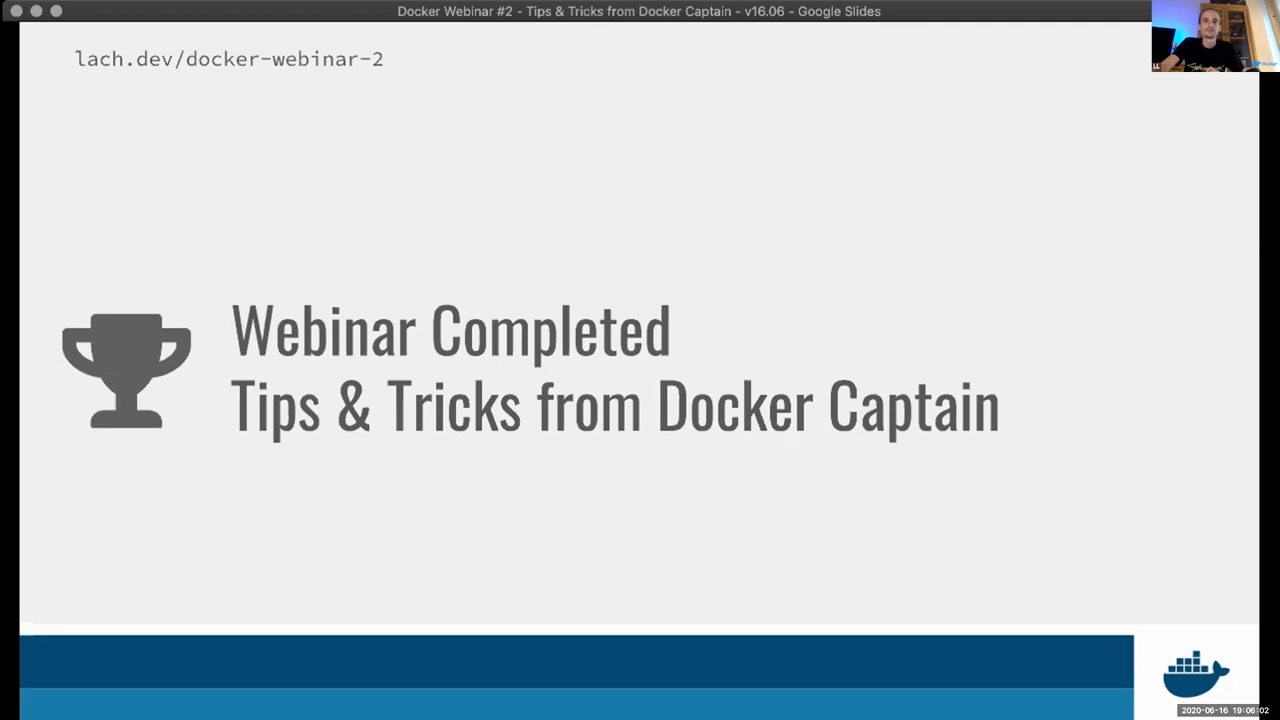 Docker Webinar #2 - Tips & Tricks from Docker Captain - v16.06 - Google Slides
lach.dev/docker-webinar-2
LL
Webinar Completed
Tips & Tricks from Docker Captain
2020-06-16 19:06:02